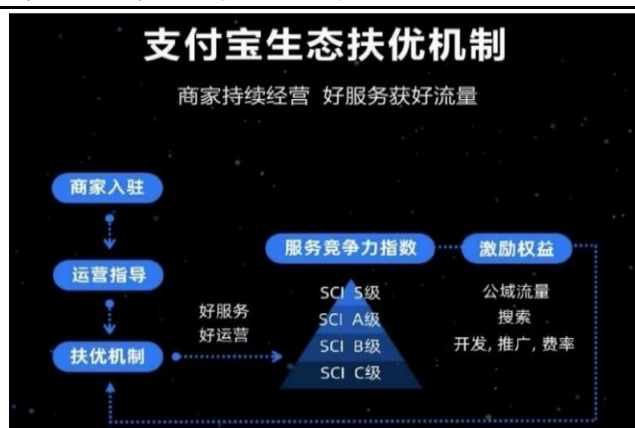 支付宝生态扶优机制
商家持续经营 好服务获好流量
商家入驻
运营指导
扶优机制
好服务
好运营
服务竞争力指数
SCI S级
SCI A级
SCI B级
SCI C级
激励权益
公域流量
搜索
开发, 推广, 费率